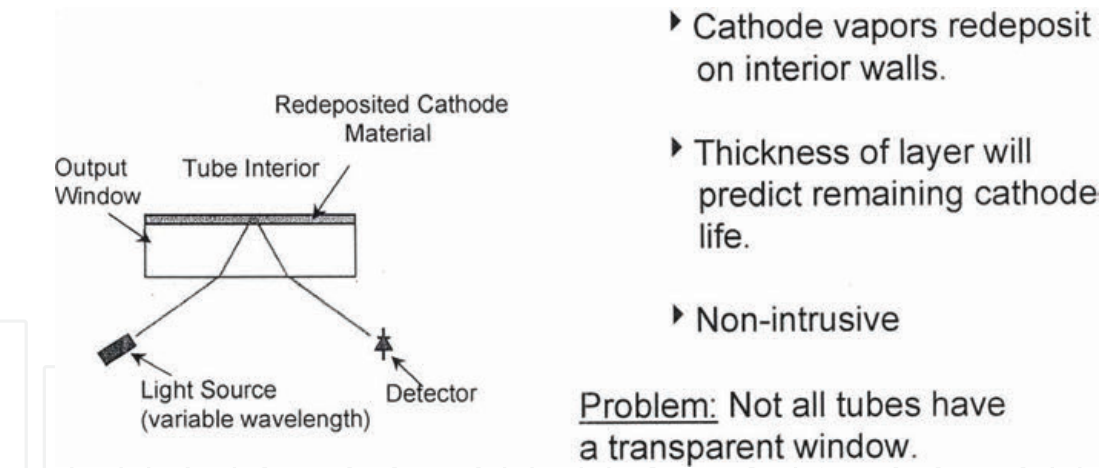 Redeposited Cathode
Material
Output
Window
Tube Interior
Light Source
(variable wavelength)
Detector
Cathode vapors redeposit
on interior walls.
Thickness of layer will
predict remaining cathode
life.
Non-intrusive
Problem: Not all tubes have
a transparent window.